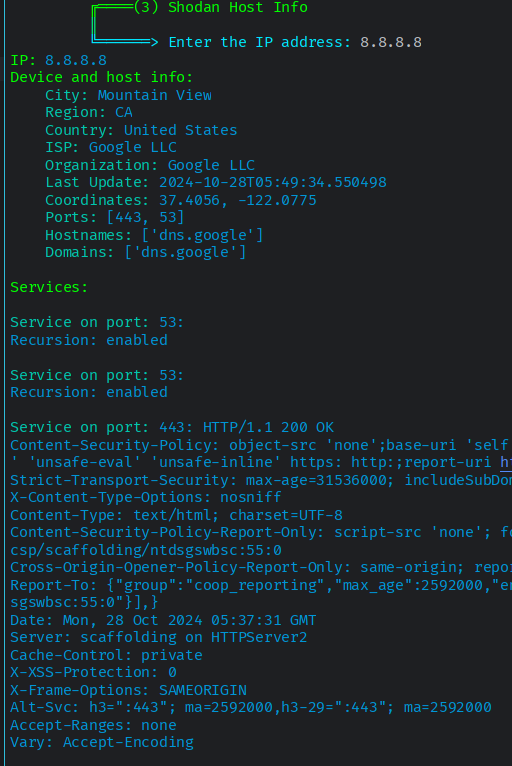 (3) Shodan Host Info
> Enter the IP address: 8.8.8.8
IP: 8.8.8.8
Device and host info:
City: Mountain View
Region: CA
Country: United States
ISP: Google LLC
Organization: Google LLC
Last Update: 2024-10-28T05:49:34.550498
Coordinates: 37.4056, -122.0775
Ports: [443, 53]
Hostnames: ['dns.google']
Domains: ['dns.google']
Services:
Service on port: 53:
Recursion: enabled
Service on port: 53:
Recursion: enabled
Service on port: 443: HTTP/1.1 200 OK
Content-Security-Policy: object-src 'none';base-uri 'self
' 'unsafe-eval' 'unsafe-inline' https: http:;report-uri ht
Strict-Transport-Security: max-age=31536000; includeSubDom
X-Content-Type-Options: nosniff
Content-Type: text/html; charset=UTF-8
Content-Security-Policy-Report-Only: script-src 'none'; fo
csp/scaffolding/ntdsgswbsc:55:0
Cross-Origin-Opener-Policy-Report-Only: same-origin; repor
Report-To: {"group":"coop_reporting","max_age":2592000,"en
sgswbsc:55:0"}],}
Date: Mon, 28 Oct 2024 05:37:31 GMT
Server: scaffolding on HTTPServer2
Cache-Control: private
X-XSS-Protection: 0
X-Frame-Options: SAMEORIGIN
Alt-Svc: h3=":443"; ma=2592000,h3-29=":443"; ma=2592000
Accept-Ranges: none
Vary: Accept-Encoding